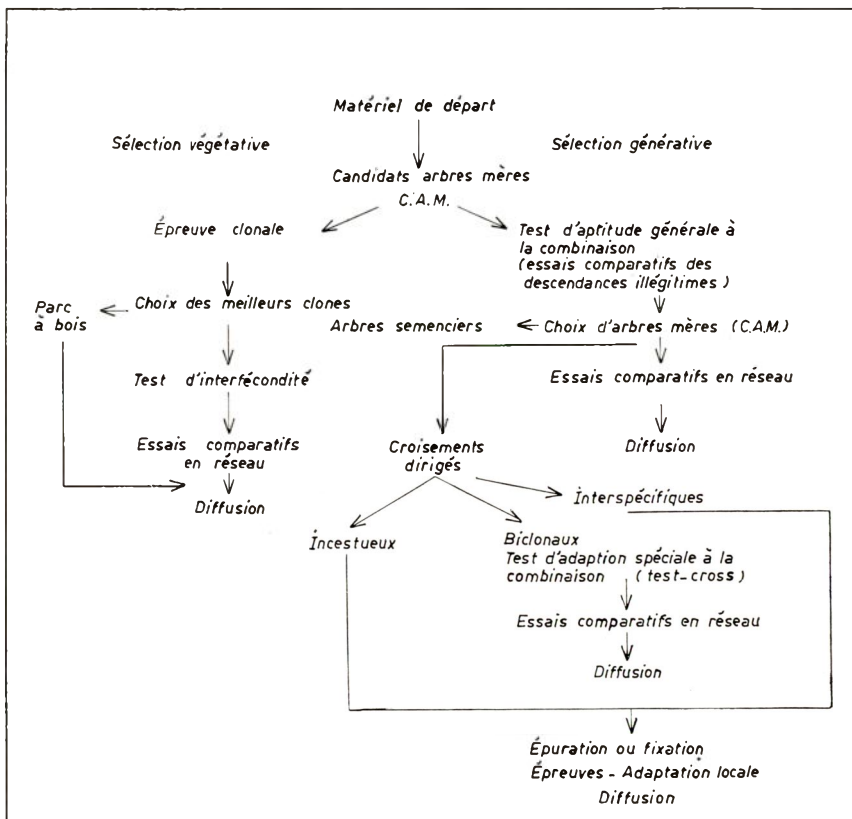 Matériel de départ
Sélection végétative
Sélection générative
Candidats arbres mères
C.A.M.
Épreuve clonale
Test d'aptitude générale à
la combinaison
(essais comparatifs des
descendances illégitimes)
Parc
à bois
Choix des meilleurs clones
Arbres semenciers
Choix d'arbres mères (C.A.M.)
Test d'interfécondité
Essais comparatifs en réseau
Essais comparatifs
en réseau
Croisements
dirigés
Diffusion
Diffusion
Interspécifiques
Incestueux
Biclonaux
Test d'adaption spéciale à la
combinaison (test-cross)
Essais comparatifs en réseau
Diffusion
Épuration ou fixation
Épreuves - Adaptation locale
Diffusion